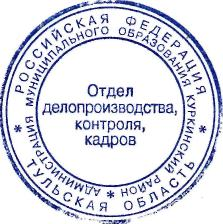 РОССИЙСКАЯ ФЕДЕРАЦИЯ
ТУЛЬСКАЯ ОБЛАСТЬ
АДМИНИСТРАЦИЯ МУНИЦИПАЛЬНОГО ОБРАЗОВАНИЯ КУРКИНСКИЙ РАЙОН
Отдел
делопроизводства,
контроля,
кадров